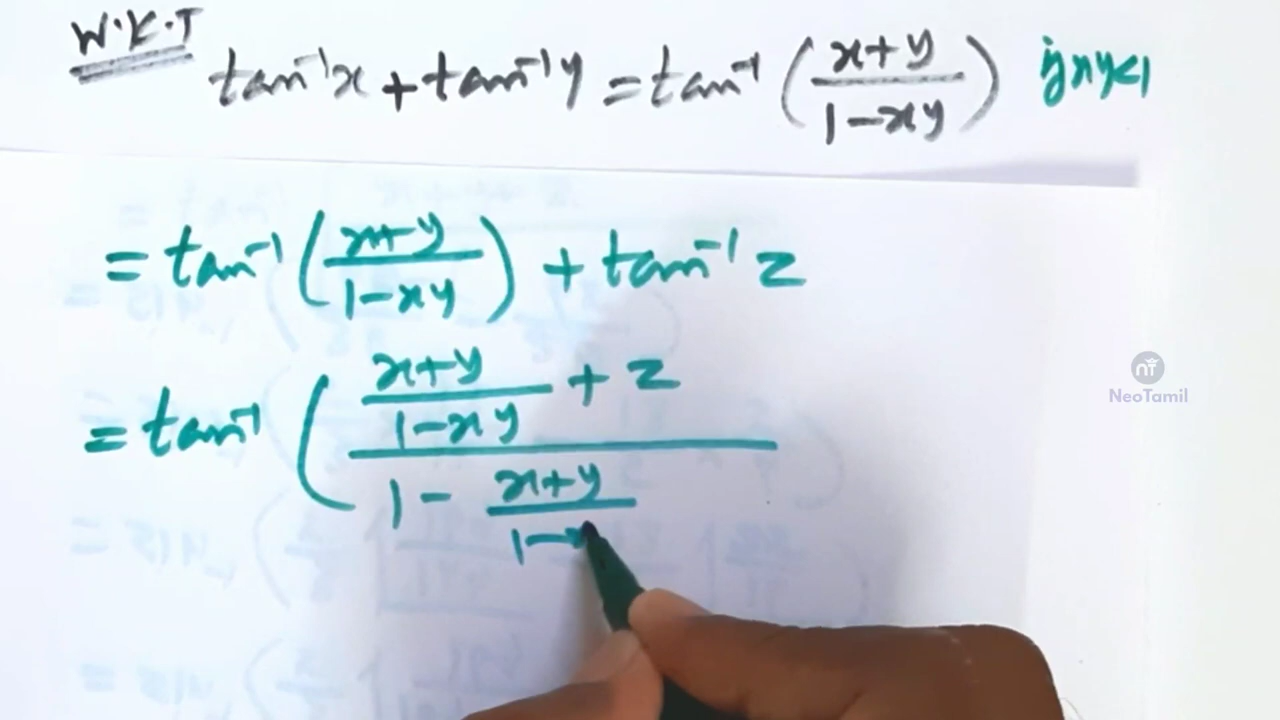 W.K.T
tan⁻¹x + tan⁻¹y = tan⁻¹ (x+y / 1-xy) if xy<1
= tan⁻¹ (x+y / 1-xy) + tan⁻¹ z
= tan⁻¹ ( x+y / 1-xy + z
1 - x+y / 1-x
NeoTamil